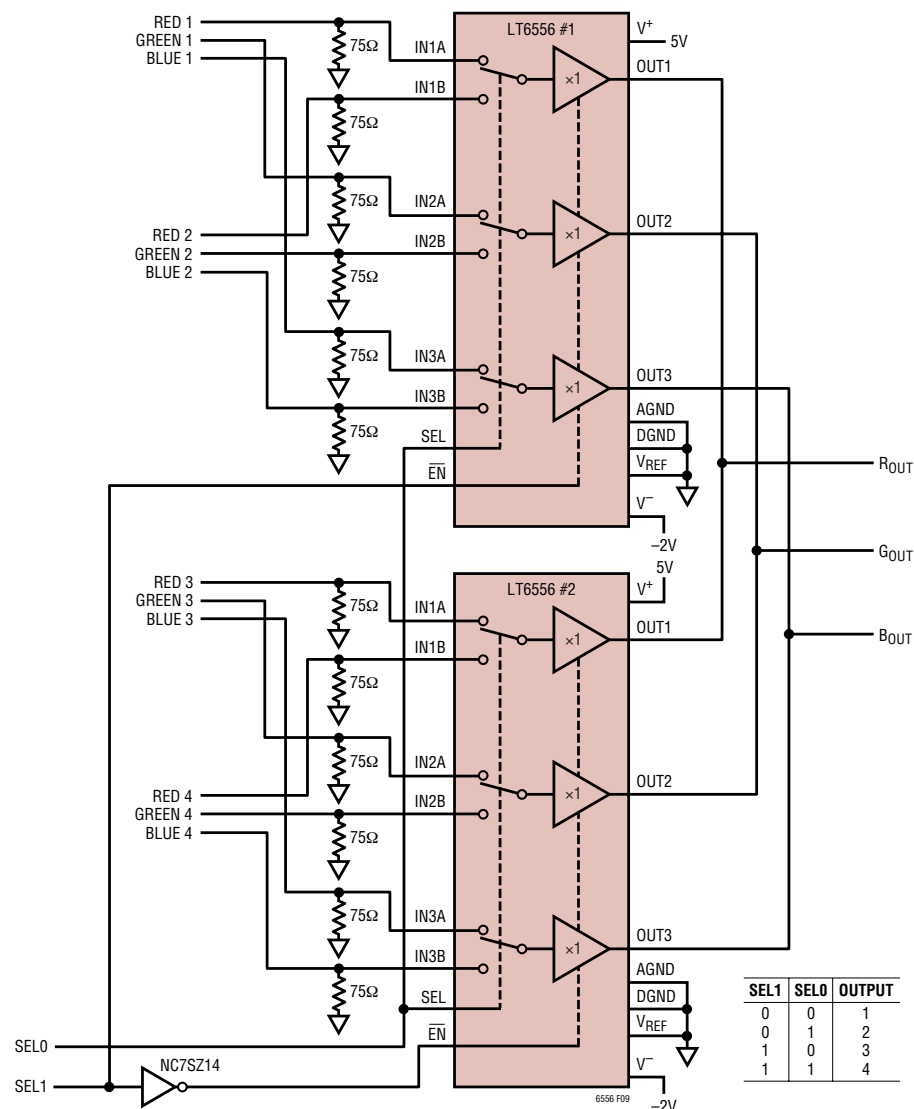 RED 1
GREEN 1
BLUE 1
75Ω
IN1A
IN1B
75Ω
75Ω
IN2A
RED 2
GREEN 2
BLUE 2
IN2B
75Ω
75Ω
IN3A
IN3B
75Ω
SEL
EN
LT6556 #1
×1
×1
×1
V+
5V
OUT1
OUT2
OUT3
AGND
DGND
VREF
V−
−2V
ROUT
GOUT
BOUT
RED 3
GREEN 3
BLUE 3
75Ω
IN1A
IN1B
75Ω
75Ω
IN2A
RED 4
GREEN 4
BLUE 4
IN2B
75Ω
75Ω
IN3A
IN3B
75Ω
SEL
EN
LT6556 #2
×1
×1
×1
5V
V+
OUT1
OUT2
OUT3
AGND
DGND
VREF
V−
−2V
SEL0
SEL1
NC7SZ14
6556 F09
SEL1 SEL0 OUTPUT
0 0 1
0 1 2
1 0 3
1 1 4